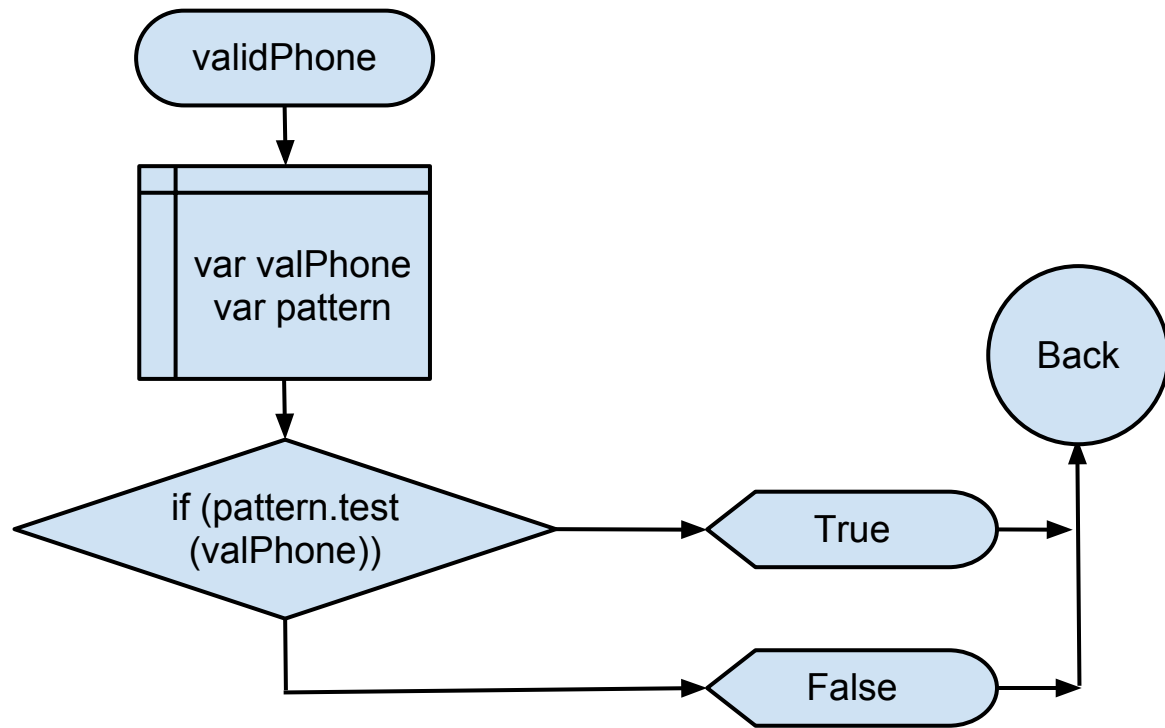 validPhone
var valPhone
var pattern
Back
if (pattern.test
(valPhone))
True
False